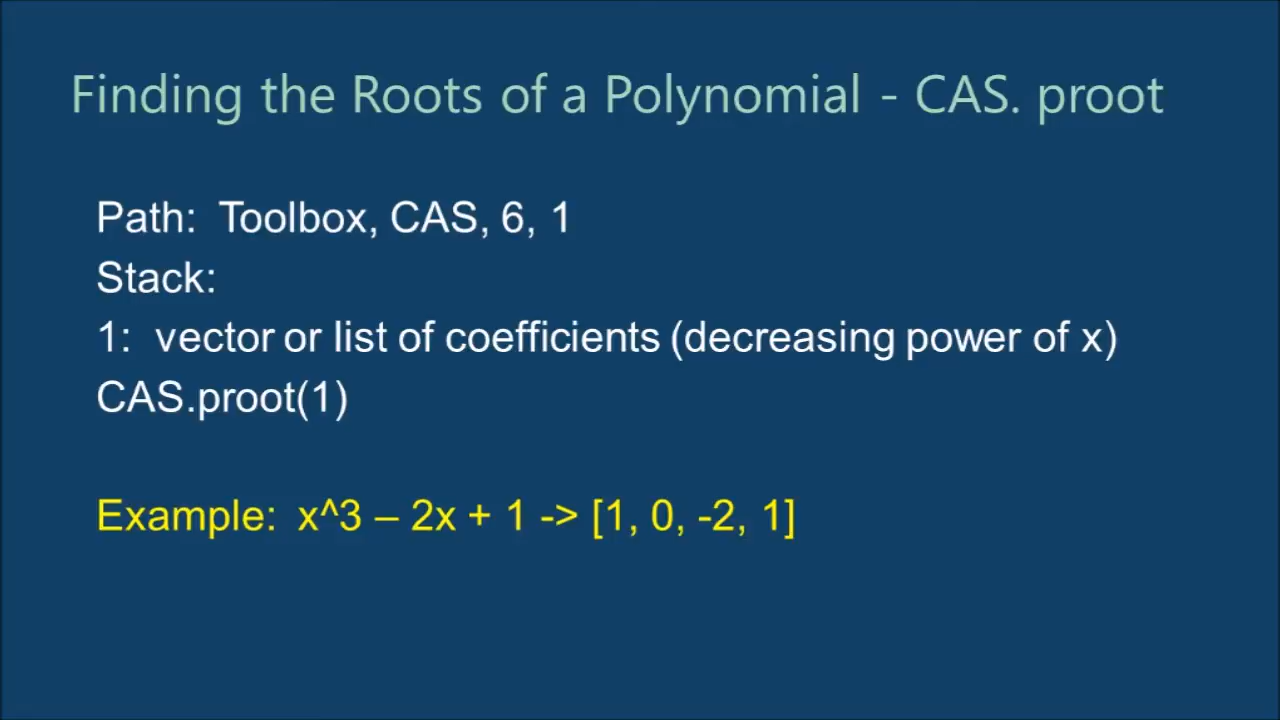 Finding the Roots of a Polynomial - CAS. proot
Path:  Toolbox, CAS, 6, 1
Stack:
1:  vector or list of coefficients (decreasing power of x)
CAS.proot(1)
Example:  x^3 – 2x + 1 -> [1, 0, -2, 1]